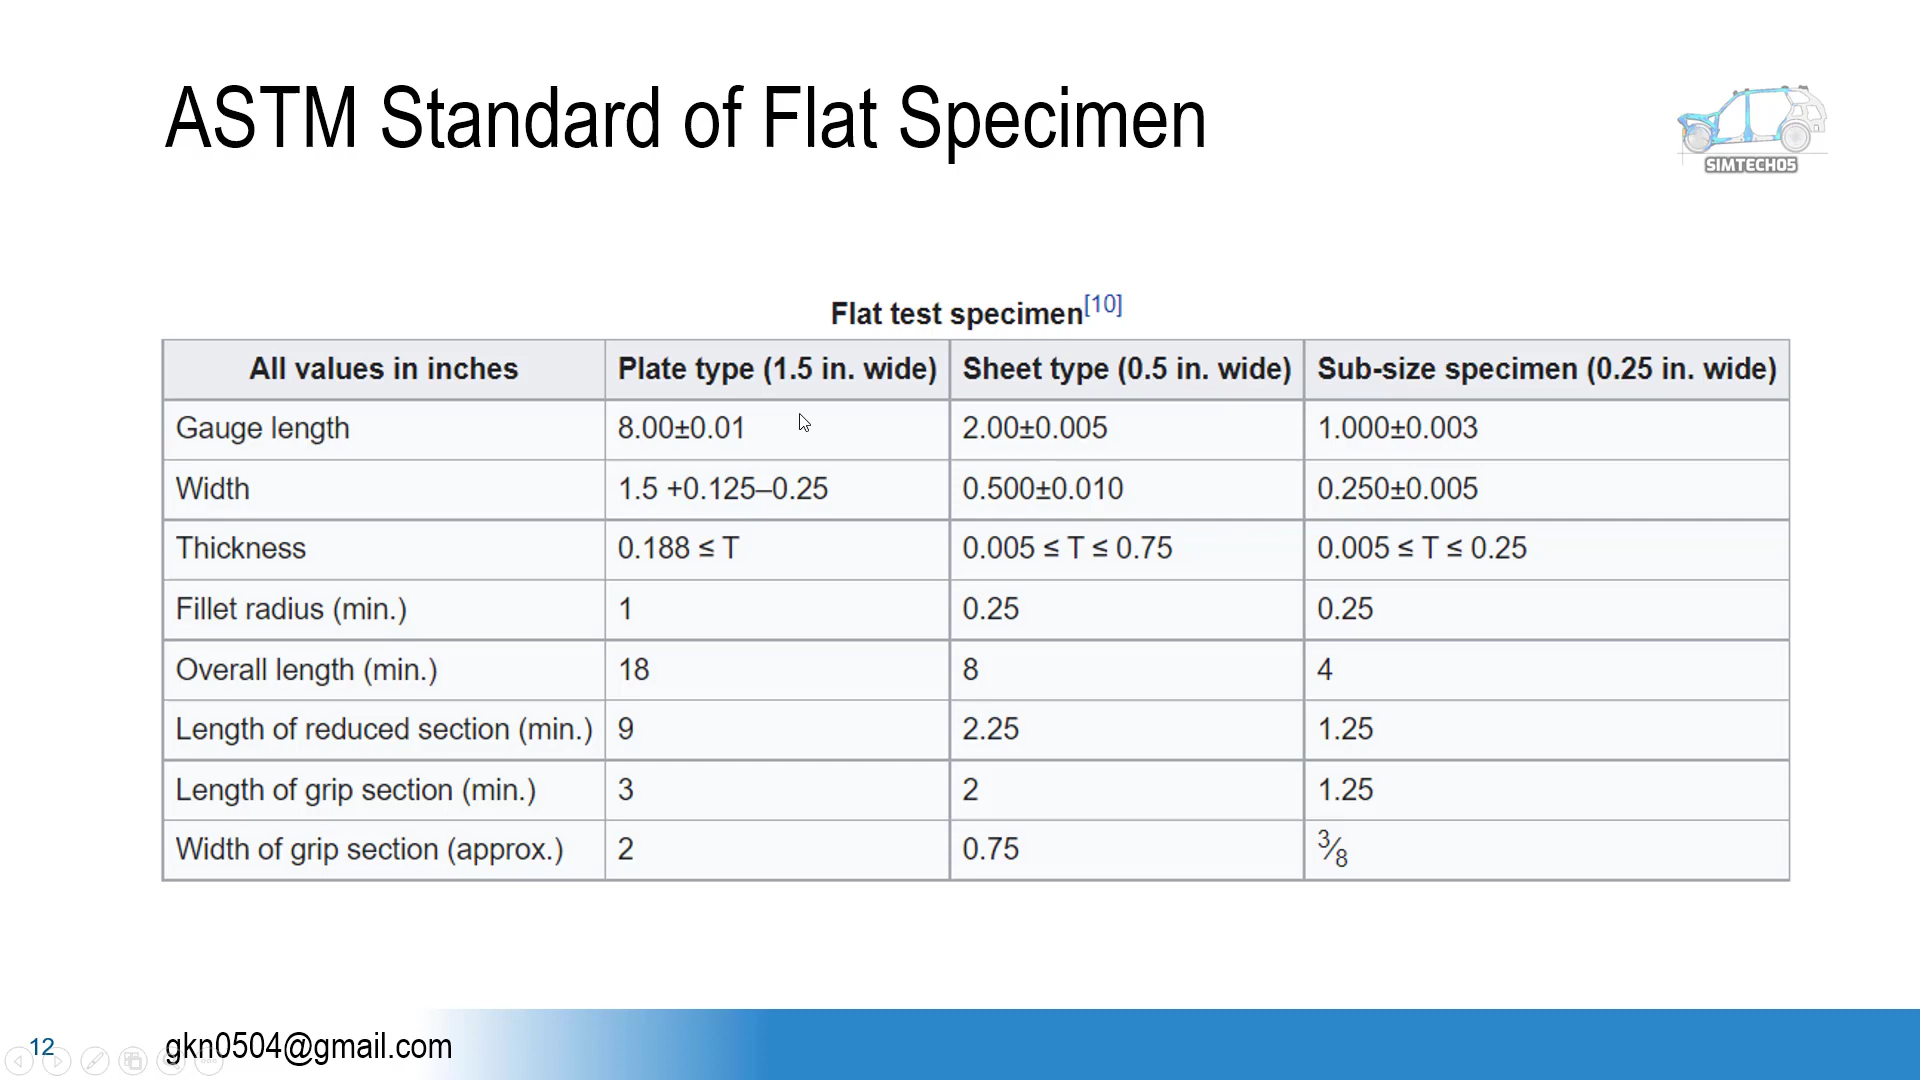 ASTM Standard of Flat Specimen
SIMTECH05
Flat test specimen[10]
All values in inches Plate type (1.5 in. wide) Sheet type (0.5 in. wide) Sub-size specimen (0.25 in. wide)
Gauge length 8.00±0.01 2.00±0.005 1.000±0.003
Width 1.5 +0.125–0.25 0.500±0.010 0.250±0.005
Thickness 0.188 ≤ T 0.005 ≤ T ≤ 0.75 0.005 ≤ T ≤ 0.25
Fillet radius (min.) 1 0.25 0.25
Overall length (min.) 18 8 4
Length of reduced section (min.) 9 2.25 1.25
Length of grip section (min.) 3 2 1.25
Width of grip section (approx.) 2 0.75 3⁄8
12 gkn0504@gmail.com